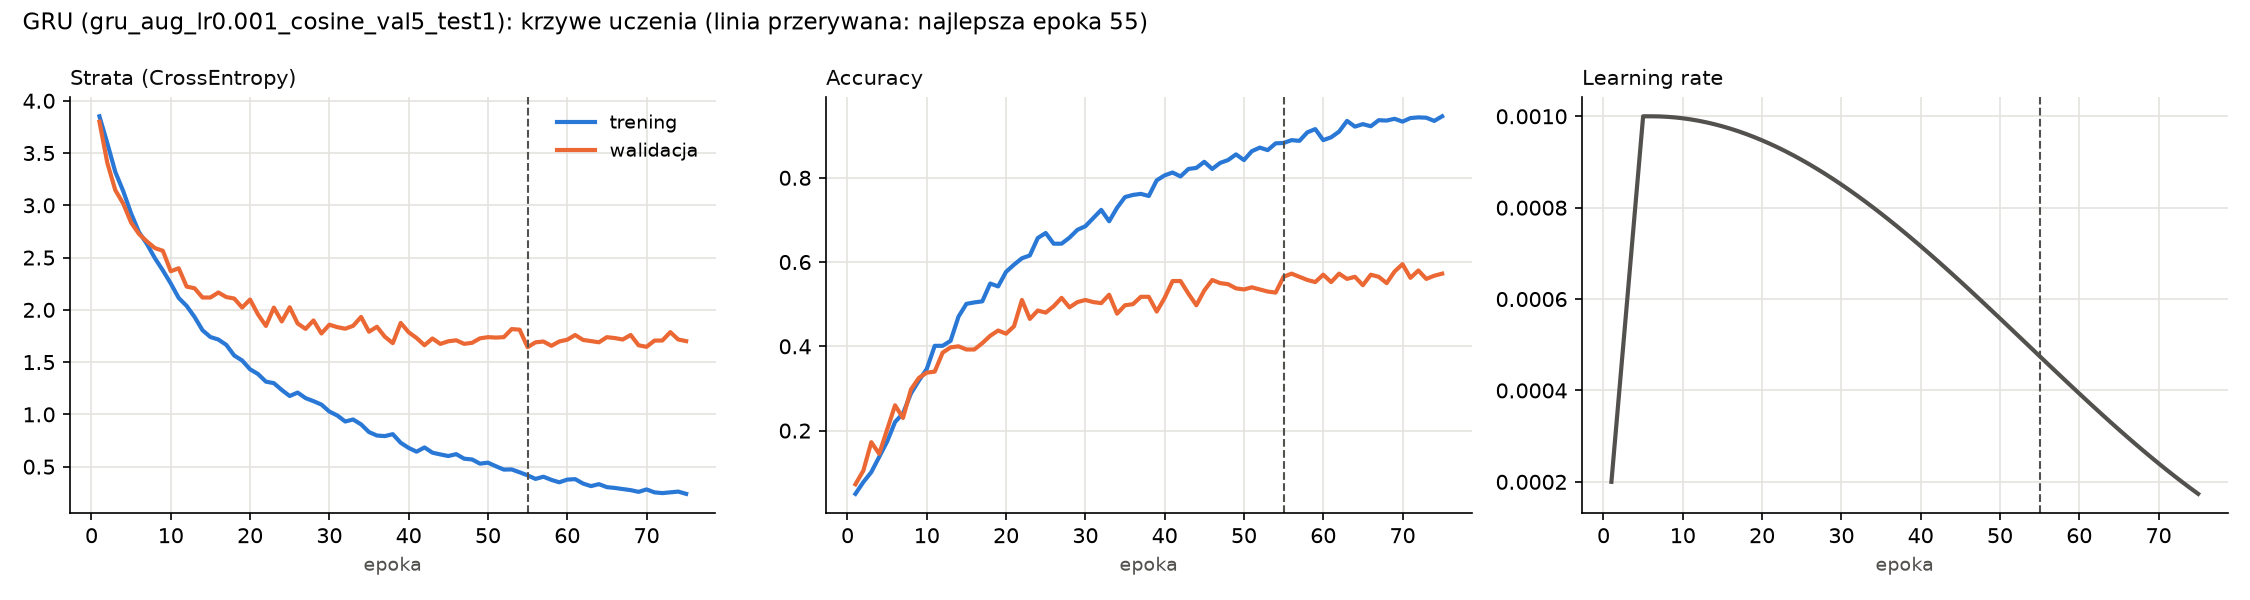 GRU (gru_aug_lr0.001_cosine_val5_test1): krzywe uczenia (linia przerywana: najlepsza epoka 55)
Strata (CrossEntropy)
4.0
3.5
3.0
2.5
2.0
1.5
1.0
0.5
trening
walidacja
0 10 20 30 40 50 60 70
epoka
Accuracy
0.8
0.6
0.4
0.2
0 10 20 30 40 50 60 70
epoka
Learning rate
0.0010
0.0008
0.0006
0.0004
0.0002
0 10 20 30 40 50 60 70
epoka